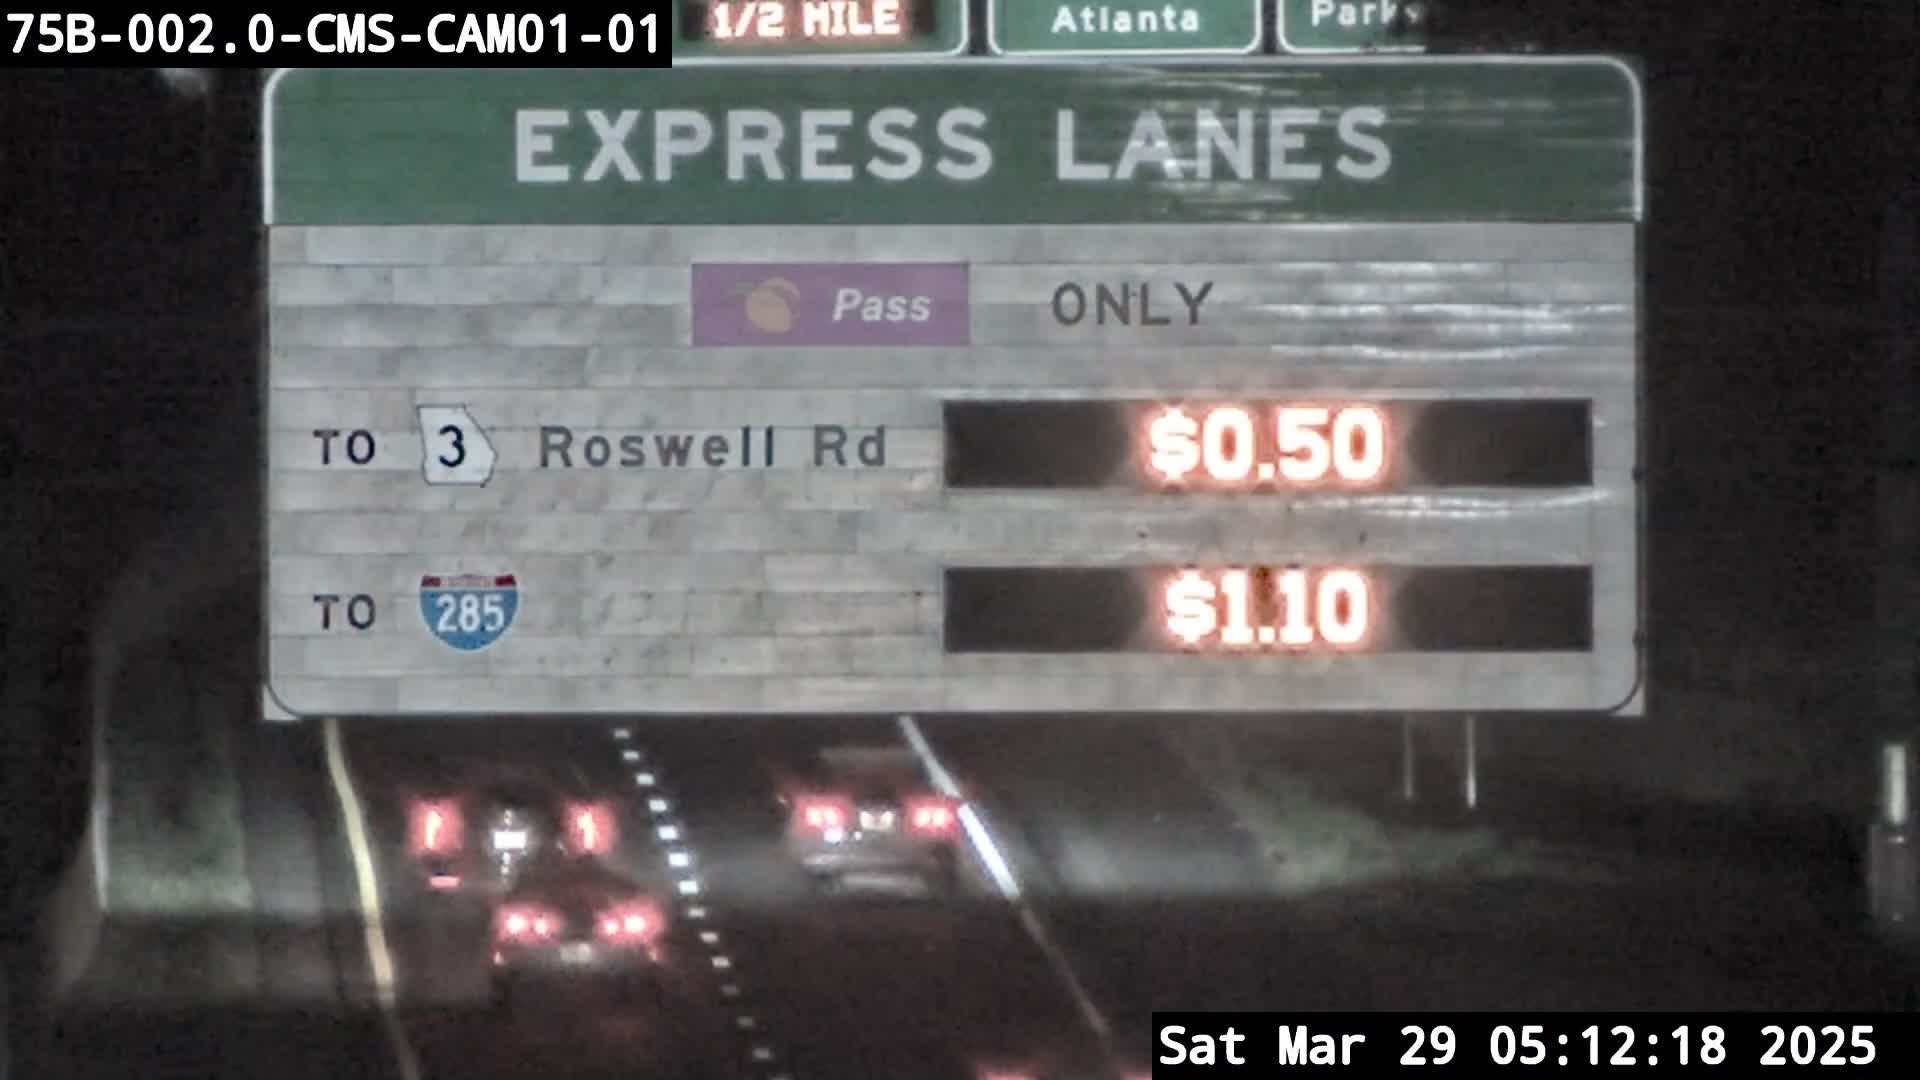 75B-002.0-CMS-CAM01-01
1/2 MILE
Atlanta
EXPRESS LANES
Pass ONLY
TO 3 Roswell Rd $0.50
TO 285 $1.10
Sat Mar 29 05:12:18 2025